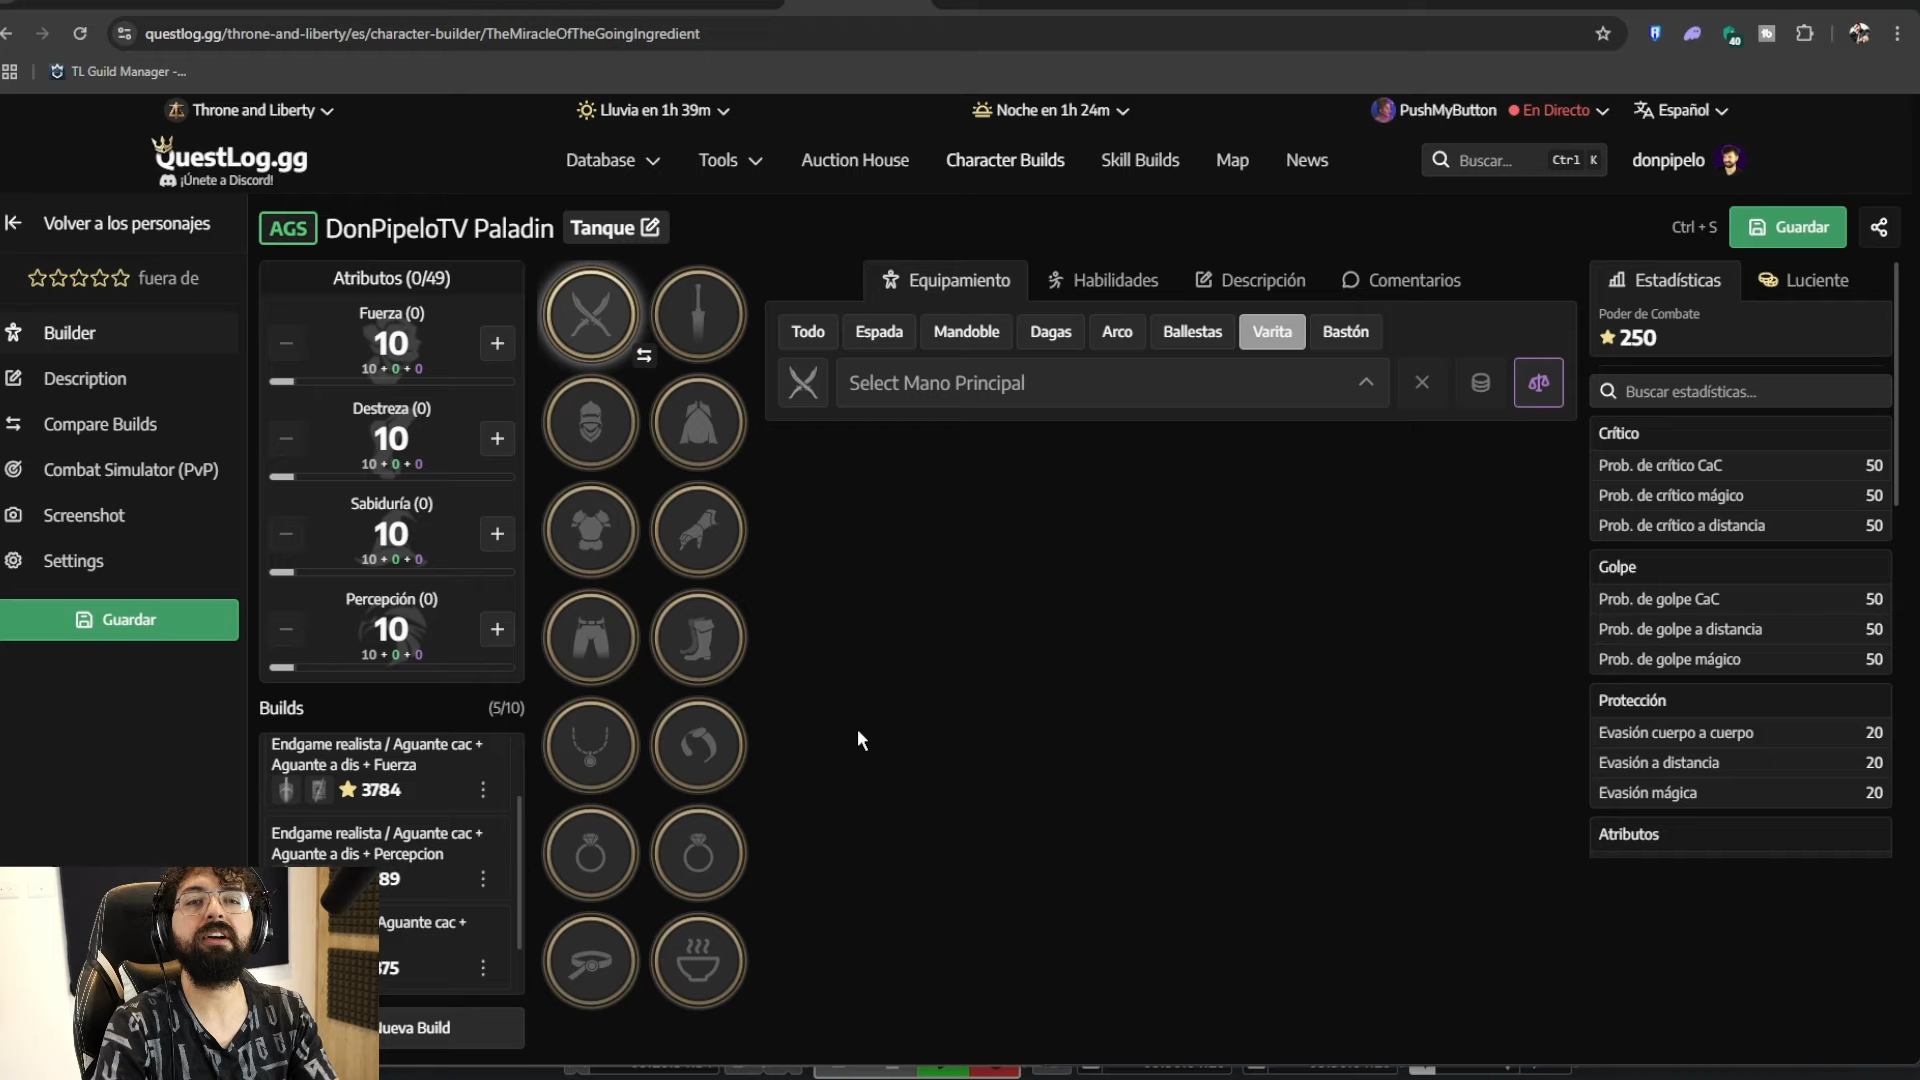 questlog.gg/throne-and-liberty/es/character-builder/TheMiracleOfTheGoingIngredient
40
TL Guild Manager -...
Throne and Liberty
Lluvia en 1h 39m
Noche en 1h 24m
PushMyButton
En Directo
Español
QuestLog.gg
¡Únete a Discord!
Database
Tools
Auction House
Character Builds
Skill Builds
Map
News
Buscar...
Ctrl K
donpipelo
Volver a los personajes
AGS DonPipeloTV Paladin
Tanque
Ctrl + S
Guardar
fuera de
Builder
Description
Compare Builds
Combat Simulator (PvP)
Screenshot
Settings
Guardar
Atributos (0/49)
Fuerza (0)
10
10 + 0 + 0
Destreza (0)
10
10 + 0 + 0
Sabiduría (0)
10
10 + 0 + 0
Percepción (0)
10
10 + 0 + 0
Builds
(5/10)
Endgame realista / Aguante cac +
Aguante a dis + Fuerza
3784
Endgame realista / Aguante cac +
Aguante a dis + Percepcion
89
Aguante cac +
375
Nueva Build
Equipamiento
Habilidades
Descripción
Comentarios
Todo
Espada
Mandoble
Dagas
Arco
Ballestas
Varita
Bastón
Select Mano Principal
Estadísticas
Luciente
Poder de Combate
250
Buscar estadísticas...
Crítico
Prob. de crítico CaC 50
Prob. de crítico mágico 50
Prob. de crítico a distancia 50
Golpe
Prob. de golpe CaC 50
Prob. de golpe a distancia 50
Prob. de golpe mágico 50
Protección
Evasión cuerpo a cuerpo 20
Evasión a distancia 20
Evasión mágica 20
Atributos